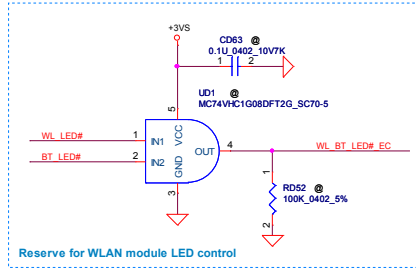 +3VS
CD63 @
0.1U_0402_10V7K
1 2
UD1 @
MC74VHC1G08DFT2G_SC70-5
5
VCC
WL_LED# 1 IN1
OUT 4 WL_BT_LED#_EC
BT_LED# 2 IN2
GND
3
1
RD52 @
100K_0402_5%
2
Reserve for WLAN module LED control